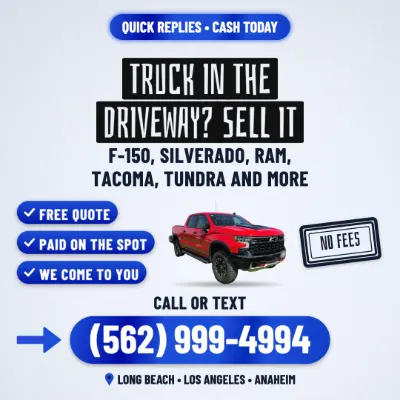 QUICK REPLIES • CASH TODAY
TRUCK IN THE
DRIVEWAY? SELL IT
F-150, SILVERADO, RAM,
TACOMA, TUNDRA AND MORE
✓ FREE QUOTE
✓ PAID ON THE SPOT
✓ WE COME TO YOU
NO FEES
CALL OR TEXT
(562) 999-4994
LONG BEACH • LOS ANGELES • ANAHEIM